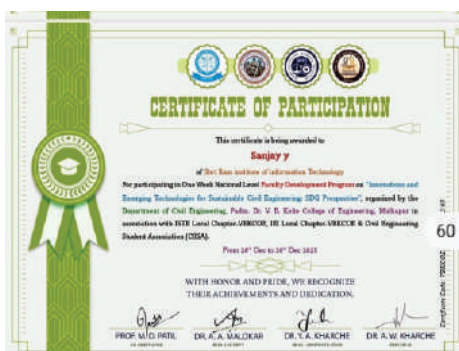 CERTIFICATE OF PARTICIPATION
This certificate is being awarded to
Sanjay y
of Shri Ram institute of information Technology
For participating in One Week National Level Faculty Development Program on "Innovations and
Emerging Technologies for Sustainable Civil Engineering: SDG Perspective", organized by the
Department of Civil Engineering, Padm. Dr. V. B. Kolte College of Engineering, Malkapur in
association with ISTE Local Chapter-VBKCOE, IEI Local Chapter-VBKCOE & Civil Engineering
Student Association (CESA).
From 24th Dec to 30th Dec 2025
WITH HONOR AND PRIDE, WE RECOGNIZE
THEIR ACHIEVEMENTS AND DEDICATION.
PROF. M. D. PATIL DR. A. A. MALOKAR DR. Y. A. KHARCHE DR. A. W. KHARCHE
60
Certificate Code: